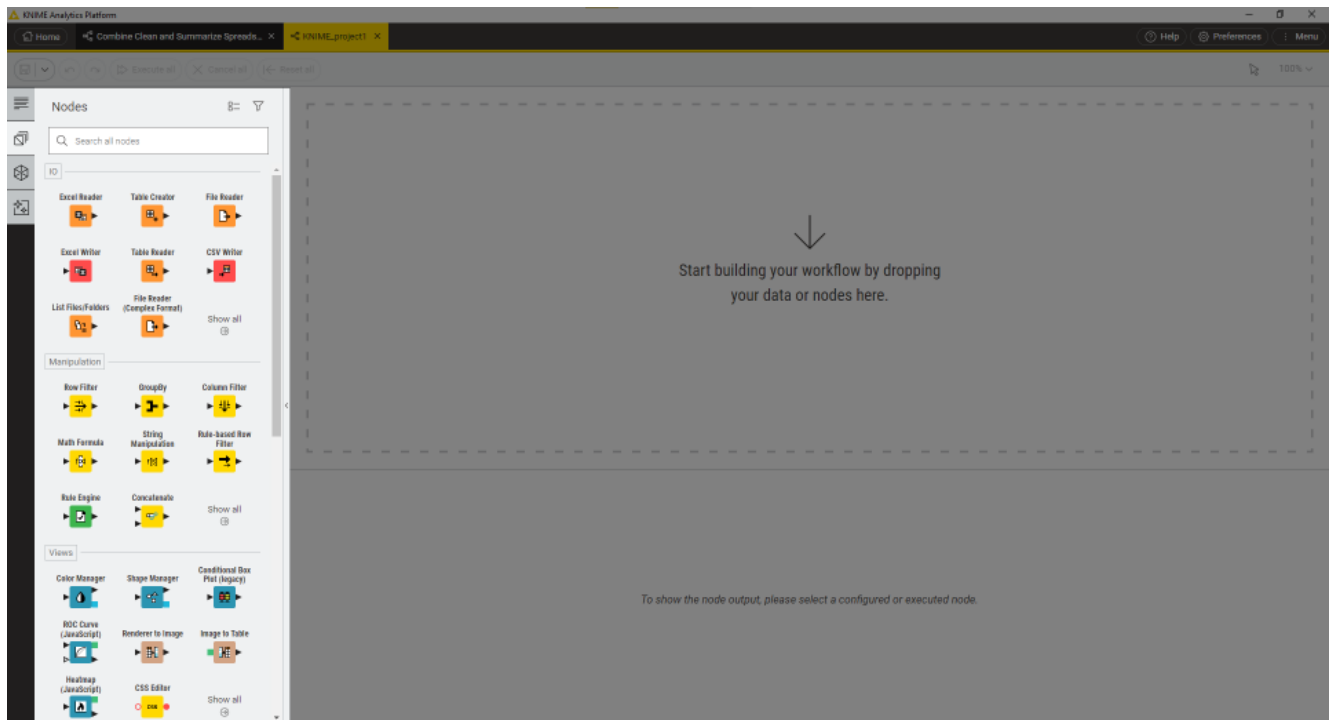 KNIME Analytics Platform
Home
Combine Clean and Summarize Spreads...
KNIME_project1
Help
Preferences
Menu
Execute all
Cancel all
Reset all
100%
Nodes
Search all nodes
IO
Excel Reader
Table Creator
File Reader
Excel Writer
Table Reader
CSV Writer
List Files/Folders
File Reader
(Complex Format)
Show all
Manipulation
Row Filter
GroupBy
Column Filter
Math Formula
String
Manipulation
Rule-based Row
Filter
Rule Engine
Concatenate
Show all
Views
Color Manager
Shape Manager
Conditional Box
Plot (legacy)
ROC Curve
(JavaScript)
Renderer to Image
Image to Table
Heatmap
(JavaScript)
CSS Editor
CSS
Show all
Start building your workflow by dropping
your data or nodes here.
To show the node output, please select a configured or executed node.